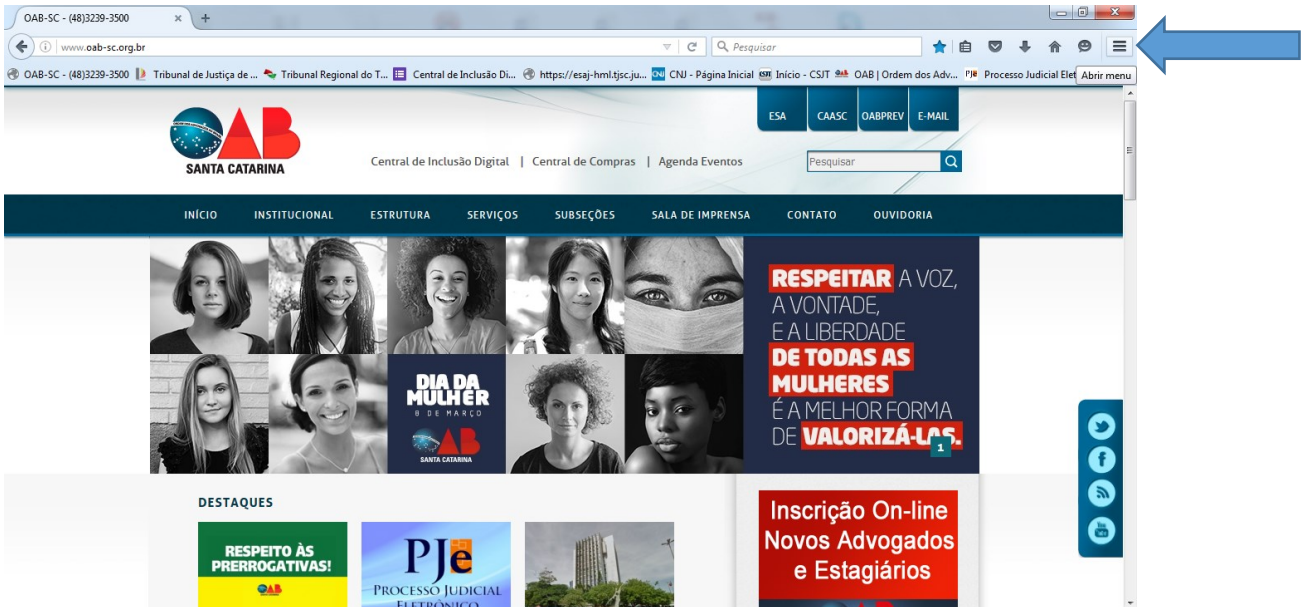 OAB-SC - (48)3239-3500
www.oab-sc.org.br
Pesquisar
OAB-SC - (48)3239-3500 Tribunal de Justiça de ... Tribunal Regional do T... Central de Inclusão Di... https://esaj-hml.tjsc.ju... CNJ - Página Inicial Início - CSJT OAB | Ordem dos Adv... Processo Judicial Elet
Abrir menu
ESA CAASC OABPREV E-MAIL
OAB
SANTA CATARINA
Central de Inclusão Digital | Central de Compras | Agenda Eventos
Pesquisar
INÍCIO INSTITUCIONAL ESTRUTURA SERVIÇOS SUBSEÇÕES SALA DE IMPRENSA CONTATO OUVIDORIA
RESPEITAR A VOZ,
A VONTADE,
E A LIBERDADE
DE TODAS AS
MULHERES
É A MELHOR FORMA
DE VALORIZÁ-LAS.
1
DIA DA
MULHER
8 DE MARÇO
OAB
SANTA CATARINA
DESTAQUES
RESPEITO ÀS
PRERROGATIVAS!
OAB
PJe
PROCESSO JUDICIAL
ELETRÔNICO
Inscrição On-line
Novos Advogados
e Estagiários